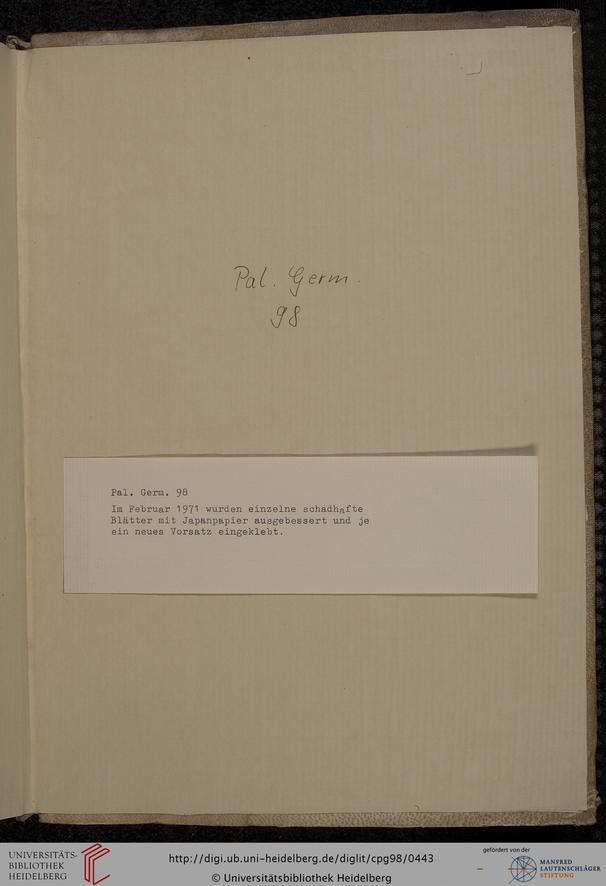 Pal. Germ.
98
Pal. Germ. 98
Im Februar 1971 wurden einzelne schadhafte
Blätter mit Japanpapier ausgebessert und je
ein neues Vorsatz eingeklebt.
UNIVERSITÄTS-
BIBLIOTHEK
HEIDELBERG
http://digi.ub.uni-heidelberg.de/diglit/cpg98/0443
© Universitätsbibliothek Heidelberg
gefördert von der
MANFRED
LAUTENSCHLÄGER
STIFTUNG